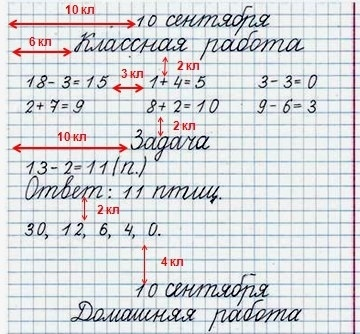 10 кл 10 сентября
6 кл Классная работа
2 кл
18-3=15 3 кл 1+4=5 3-3=0
2+7=9 8+2=10 9-6=3
10 кл 2 кл
Задача
13-2=11(п.)
Ответ: 11 птиц.
2 кл
30, 12, 6, 4, 0.
4 кл
10 сентября
Домашняя работа